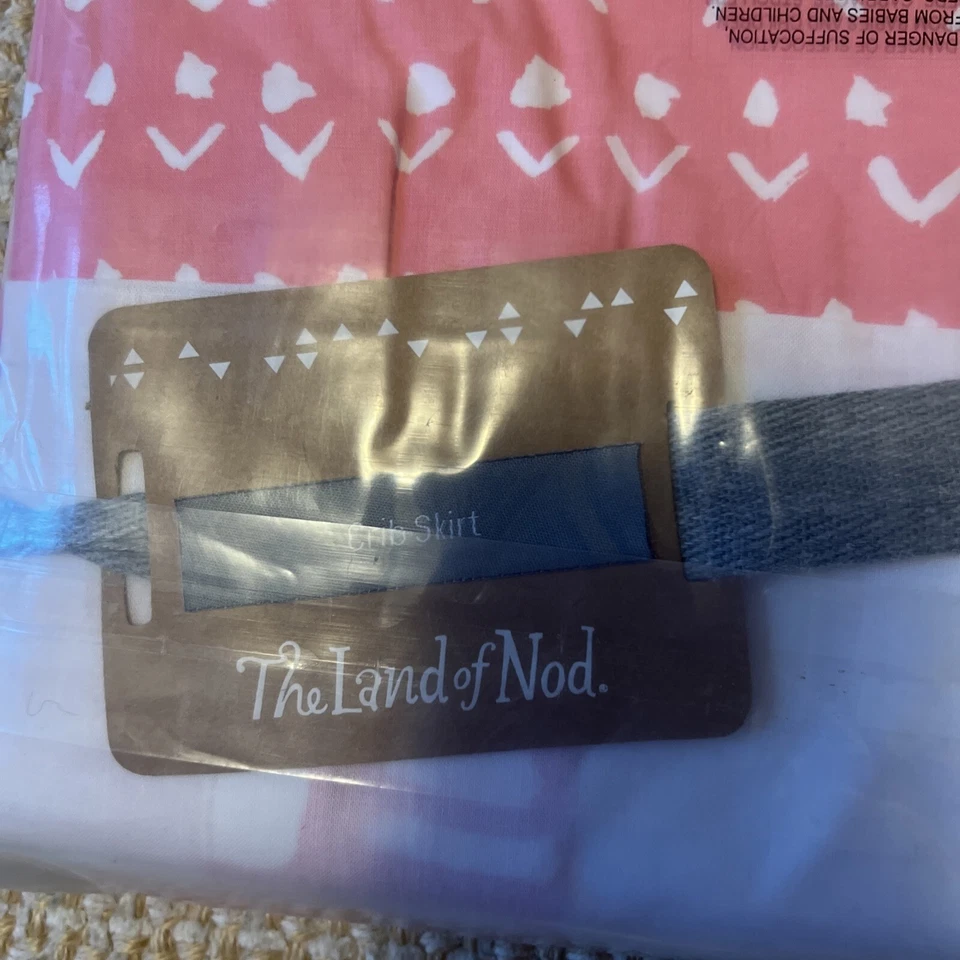 DANGER OF SUFFOCATION,
FROM BABIES AND CHILDREN.
Crib Skirt
The Land of Nod.